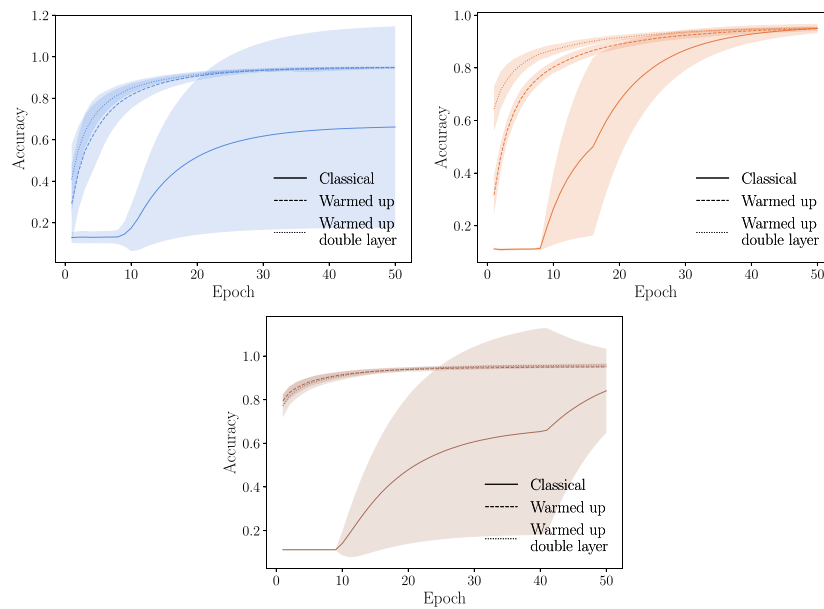 1.2
1.0
0.8
0.6
0.4
0.2
Accuracy
Classical
Warmed up
Warmed up
double layer
0 10 20 30 40 50
Epoch
1.0
0.8
0.6
0.4
0.2
Accuracy
Classical
Warmed up
Warmed up
double layer
0 10 20 30 40 50
Epoch
1.0
0.8
0.6
0.4
0.2
Accuracy
Classical
Warmed up
Warmed up
double layer
0 10 20 30 40 50
Epoch